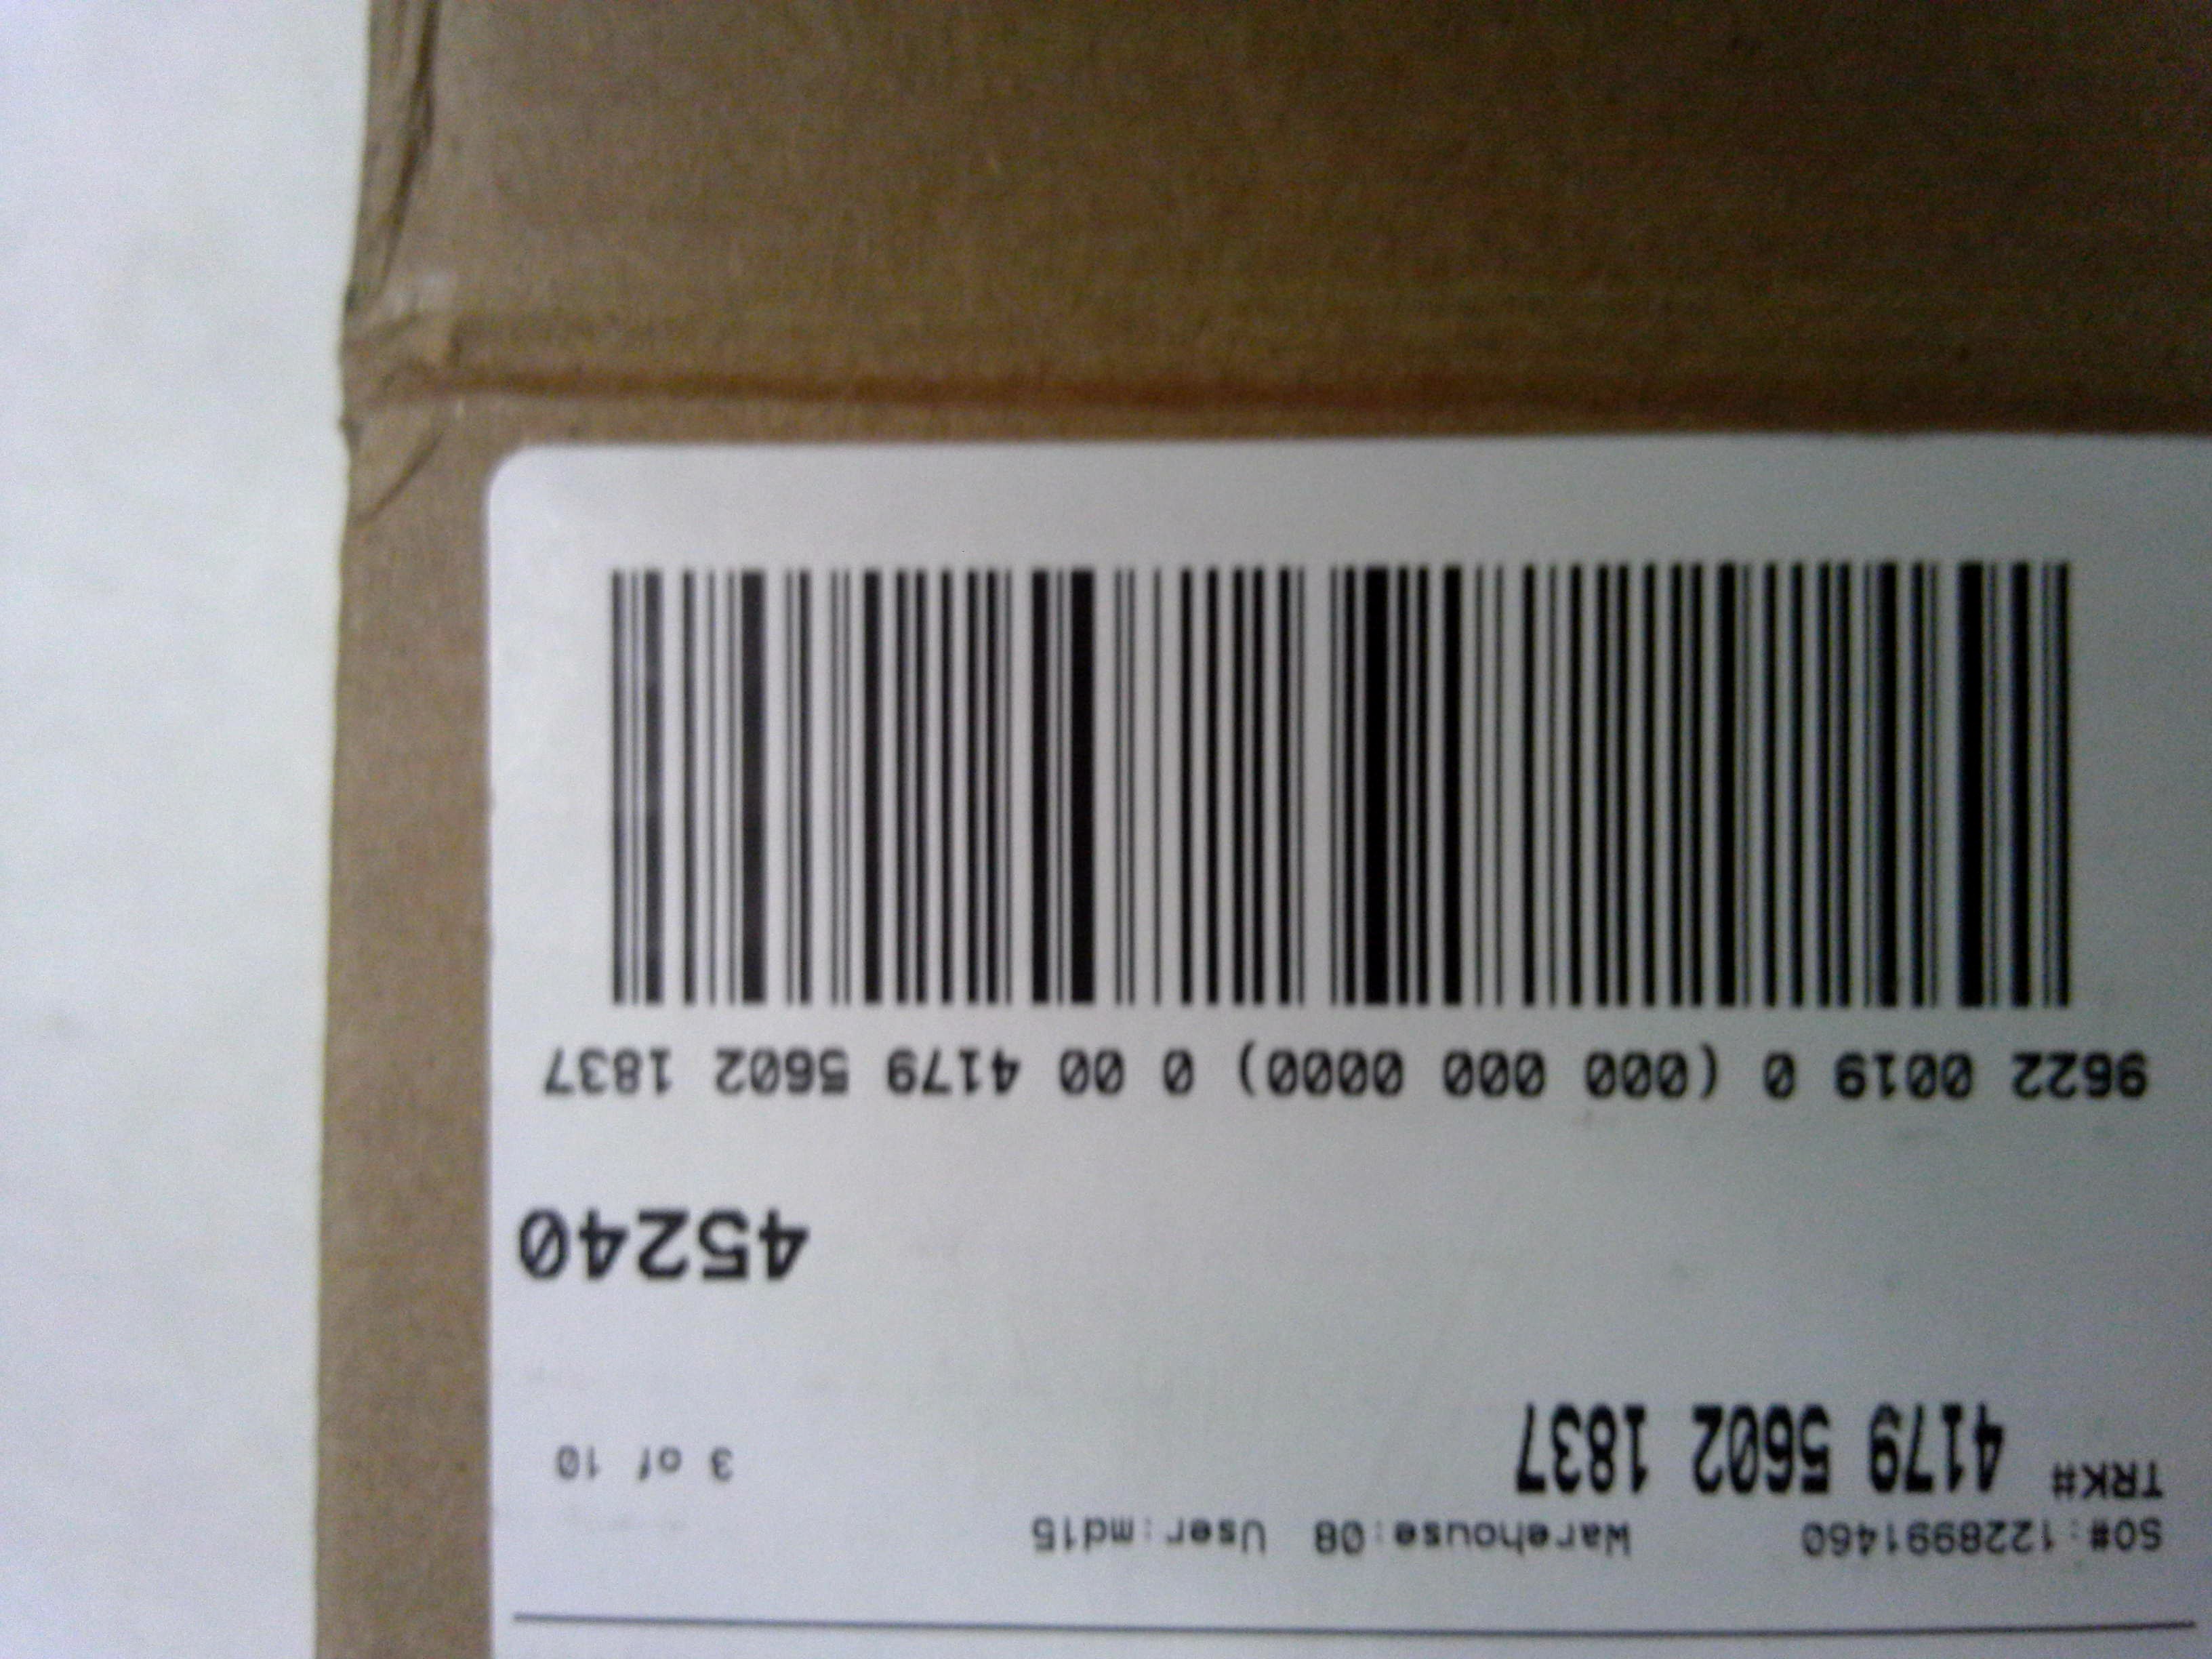 SO#:1228991460 Warehouse:08 User:md15
TRK# 4179 5602 1837
3 of 10
45240
9622 0019 0 (000 000 0000) 0 00 4179 5602 1837